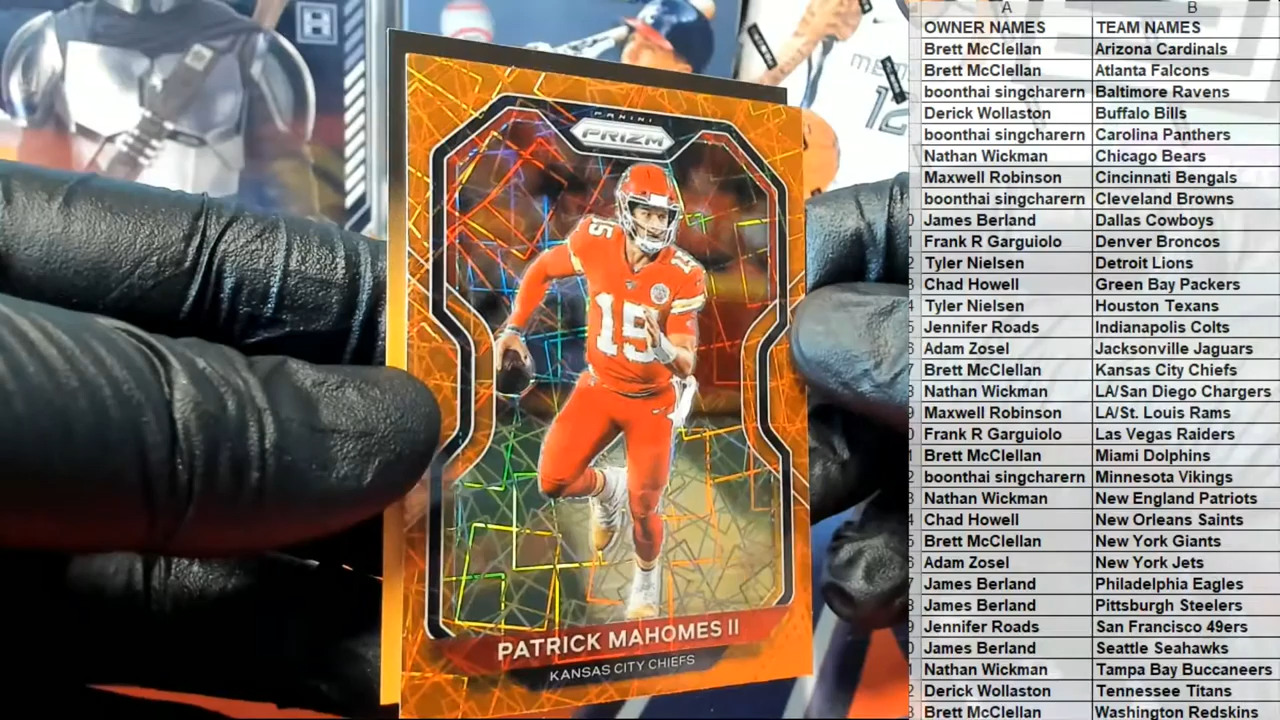 PANINI
PRIZM
15
15
15
PATRICK MAHOMES II
KANSAS CITY CHIEFS
12
H
A B
OWNER NAMES TEAM NAMES
Brett McClellan Arizona Cardinals
Brett McClellan Atlanta Falcons
boonthai singcharern Baltimore Ravens
Derick Wollaston Buffalo Bills
boonthai singcharern Carolina Panthers
Nathan Wickman Chicago Bears
Maxwell Robinson Cincinnati Bengals
boonthai singcharern Cleveland Browns
James Berland Dallas Cowboys
Frank R Garguiolo Denver Broncos
Tyler Nielsen Detroit Lions
Chad Howell Green Bay Packers
Tyler Nielsen Houston Texans
Jennifer Roads Indianapolis Colts
Adam Zosel Jacksonville Jaguars
Brett McClellan Kansas City Chiefs
Nathan Wickman LA/San Diego Chargers
Maxwell Robinson LA/St. Louis Rams
Frank R Garguiolo Las Vegas Raiders
Brett McClellan Miami Dolphins
boonthai singcharern Minnesota Vikings
Nathan Wickman New England Patriots
Chad Howell New Orleans Saints
Brett McClellan New York Giants
Adam Zosel New York Jets
James Berland Philadelphia Eagles
James Berland Pittsburgh Steelers
Jennifer Roads San Francisco 49ers
James Berland Seattle Seahawks
Nathan Wickman Tampa Bay Buccaneers
Derick Wollaston Tennessee Titans
Brett McClellan Washington Redskins